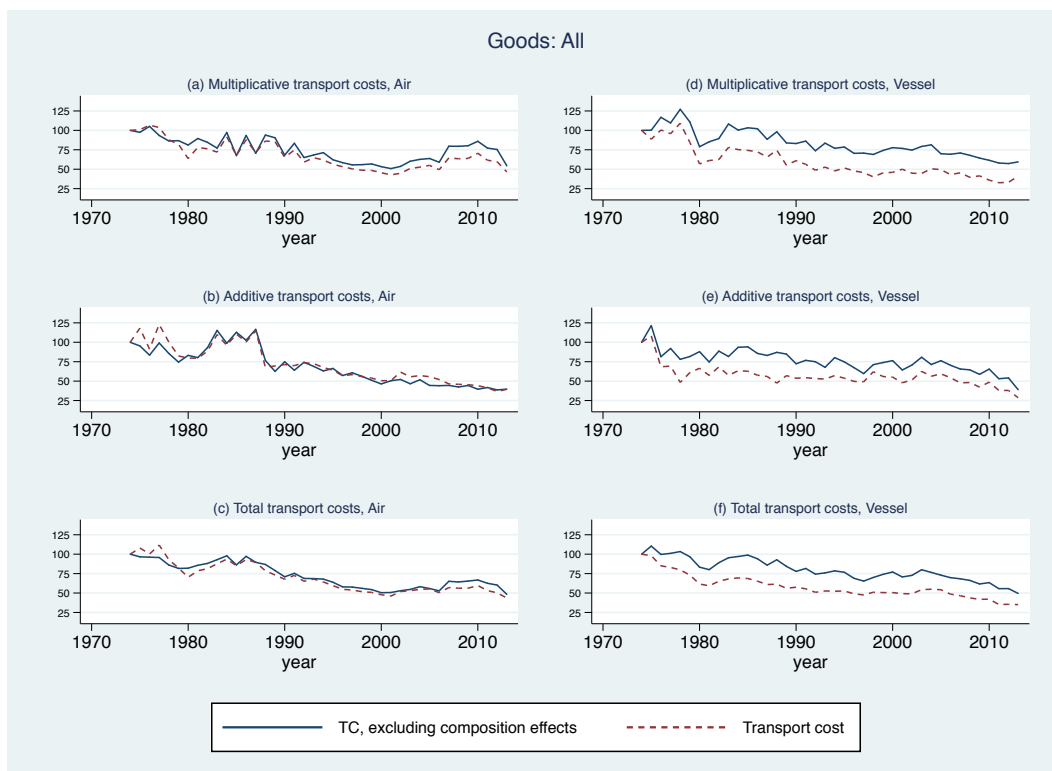 Goods: All
(a) Multiplicative transport costs, Air
125
100
75
50
25
1970 1980 1990 2000 2010
year
(d) Multiplicative transport costs, Vessel
125
100
75
50
25
1970 1980 1990 2000 2010
year
(b) Additive transport costs, Air
125
100
75
50
25
1970 1980 1990 2000 2010
year
(e) Additive transport costs, Vessel
125
100
75
50
25
1970 1980 1990 2000 2010
year
(c) Total transport costs, Air
125
100
75
50
25
1970 1980 1990 2000 2010
year
(f) Total transport costs, Vessel
125
100
75
50
25
1970 1980 1990 2000 2010
year
TC, excluding composition effects Transport cost